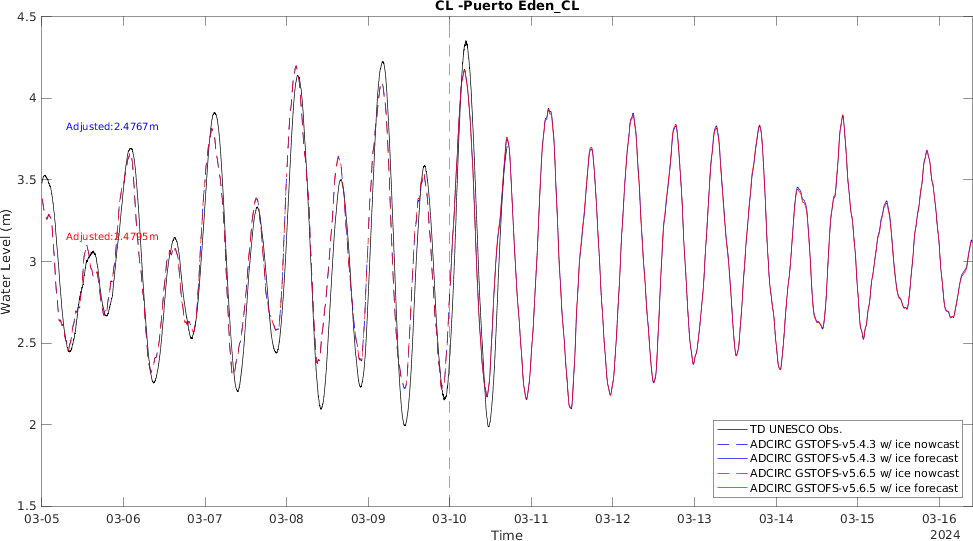 CL -Puerto Eden_CL
4.5
4
3.5
3
2.5
2
1.5
Water Level (m)
Adjusted:2.4767m
Adjusted:2.4795m
TD UNESCO Obs.
ADCIRC GSTOFS-v5.4.3 w/ ice nowcast
ADCIRC GSTOFS-v5.4.3 w/ ice forecast
ADCIRC GSTOFS-v5.6.5 w/ ice nowcast
ADCIRC GSTOFS-v5.6.5 w/ ice forecast
03-05 03-06 03-07 03-08 03-09 03-10 03-11 03-12 03-13 03-14 03-15 03-16
Time
2024